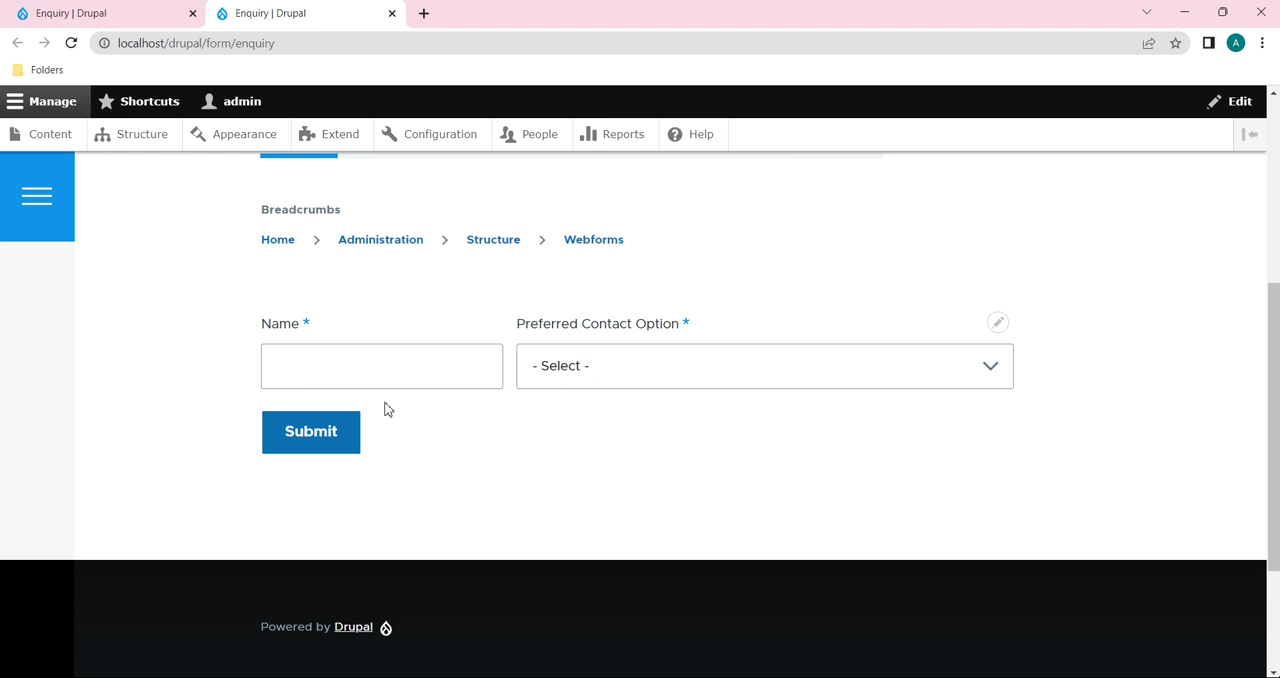 Enquiry | Drupal
Enquiry | Drupal
localhost/drupal/form/enquiry
A
Folders
Manage
Shortcuts
admin
Edit
Content
Structure
Appearance
Extend
Configuration
People
Reports
Help
Breadcrumbs
Home > Administration > Structure > Webforms
Name * Preferred Contact Option *
- Select -
Submit
Powered by Drupal